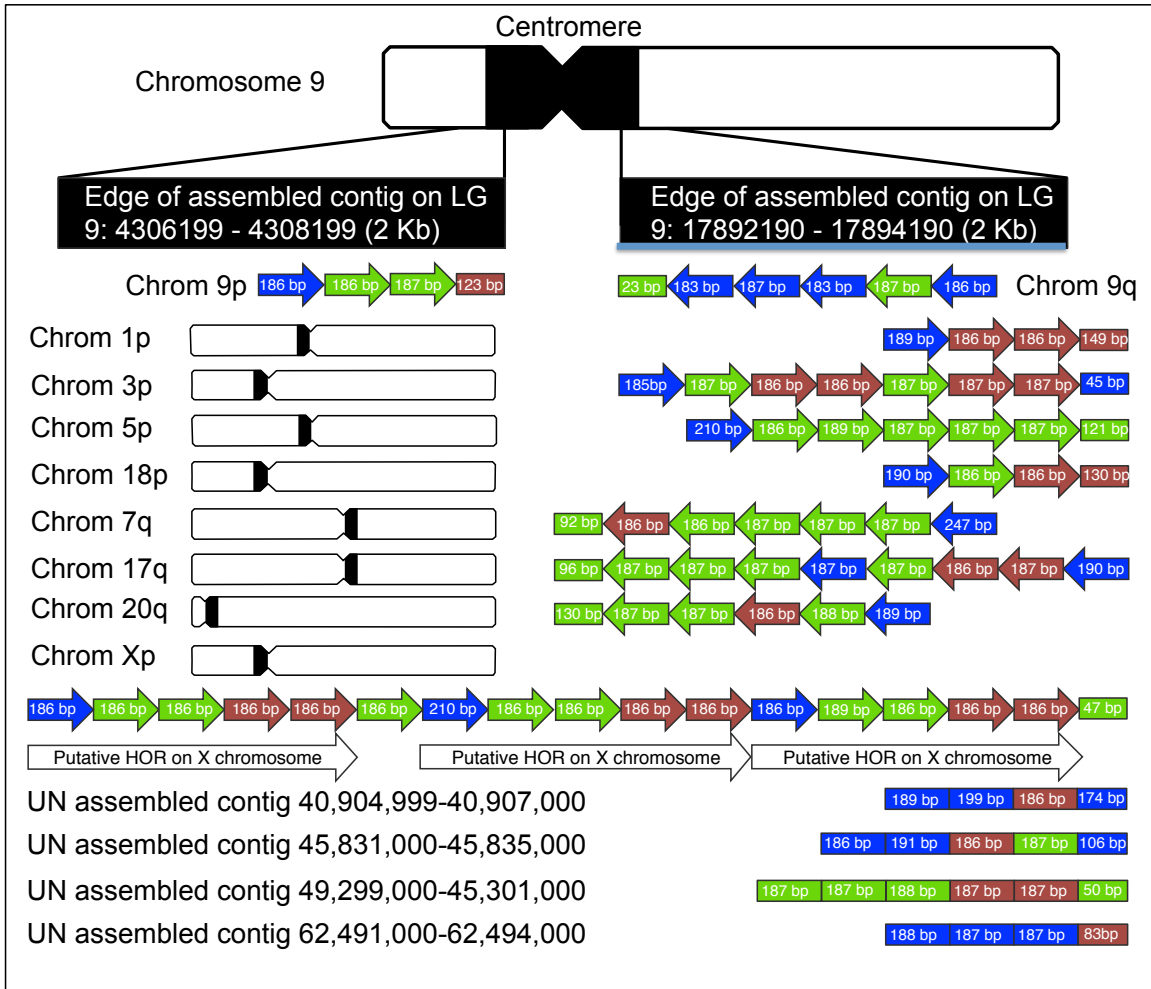 Centromere
Chromosome 9
Edge of assembled contig on LG
9: 4306199 - 4308199 (2 Kb)
Edge of assembled contig on LG
9: 17892190 - 17894190 (2 Kb)
Chrom 9p
186 bp 186 bp 187 bp 123 bp
23 bp 183 bp 187 bp 183 bp 187 bp 186 bp
Chrom 9q
Chrom 1p
189 bp 186 bp 186 bp 149 bp
Chrom 3p
185bp 187 bp 186 bp 186 bp 187 bp 187 bp 187 bp 45 bp
Chrom 5p
210 bp 186 bp 189 bp 187 bp 187 bp 187 bp 121 bp
Chrom 18p
190 bp 186 bp 186 bp 130 bp
Chrom 7q
92 bp 186 bp 186 bp 187 bp 187 bp 187 bp 247 bp
Chrom 17q
96 bp 187 bp 187 bp 187 bp 187 bp 187 bp 186 bp 187 bp 190 bp
Chrom 20q
130 bp 187 bp 187 bp 186 bp 188 bp 189 bp
Chrom Xp
186 bp 186 bp 186 bp 186 bp 186 bp 186 bp 210 bp 186 bp 186 bp 186 bp 186 bp 186 bp 189 bp 186 bp 186 bp 186 bp 47 bp
Putative HOR on X chromosome Putative HOR on X chromosome Putative HOR on X chromosome
UN assembled contig 40,904,999-40,907,000
189 bp 199 bp 186 bp 174 bp
UN assembled contig 45,831,000-45,835,000
186 bp 191 bp 186 bp 187 bp 106 bp
UN assembled contig 49,299,000-45,301,000
187 bp 187 bp 188 bp 187 bp 187 bp 50 bp
UN assembled contig 62,491,000-62,494,000
188 bp 187 bp 187 bp 83bp